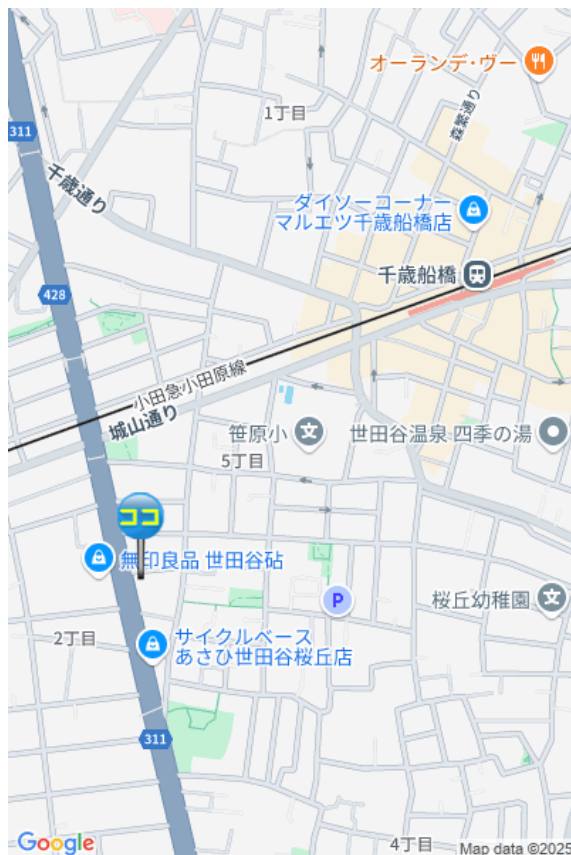 オーランデ・ヴー
1丁目
森繁通り
311
千歳通り
ダイソーコーナー
マルエツ千歳船橋店
千歳船橋
428
小田急小田原線
城山通り
笹原小
世田谷温泉 四季の湯
5丁目
ココ
無印良品 世田谷砧
P
桜丘幼稚園
2丁目
サイクルベース
あさひ世田谷桜丘店
311
4丁目
Google
Map data ©2025